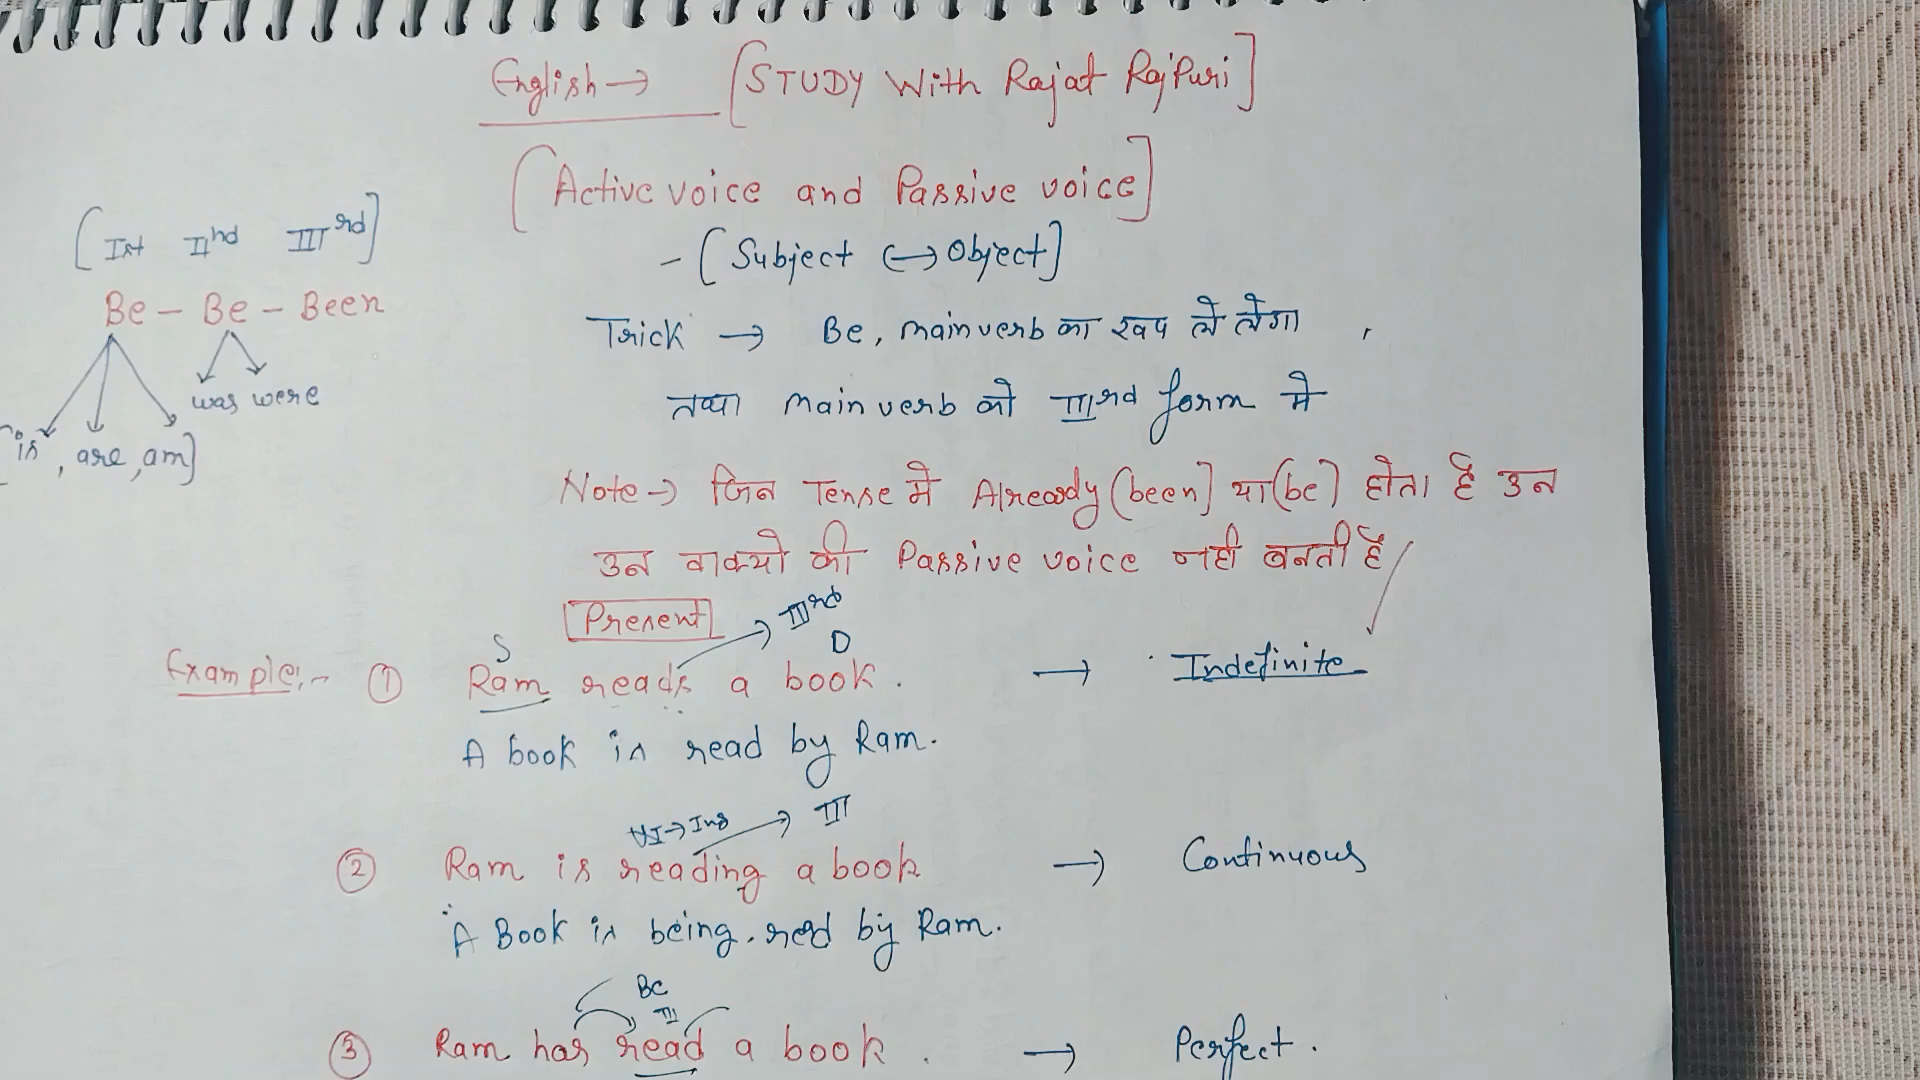 English → [STUDY With Rajat Rajpuri]
[Active voice and Passive voice]
[Ist IInd IIIrd]
- [Subject ↔ Object]
Be - Be - Been
Trick → Be, main verb का रूप ले लेगा
was were
तथा main verb की IIIrd form मे
[is, are, am]
Note → जिन Tense मे Already (been] या (be) होता है उन
उन वाक्यो की Passive voice नही बनती है
Present
IIIrd
S O
Example:- ① Ram reads a book. → Indefinite
A book is read by Ram.
VI → Ing → III
② Ram is reading a book → Continuous
A Book is being read by Ram.
Be
III
③ Ram has read a book. → Perfect.